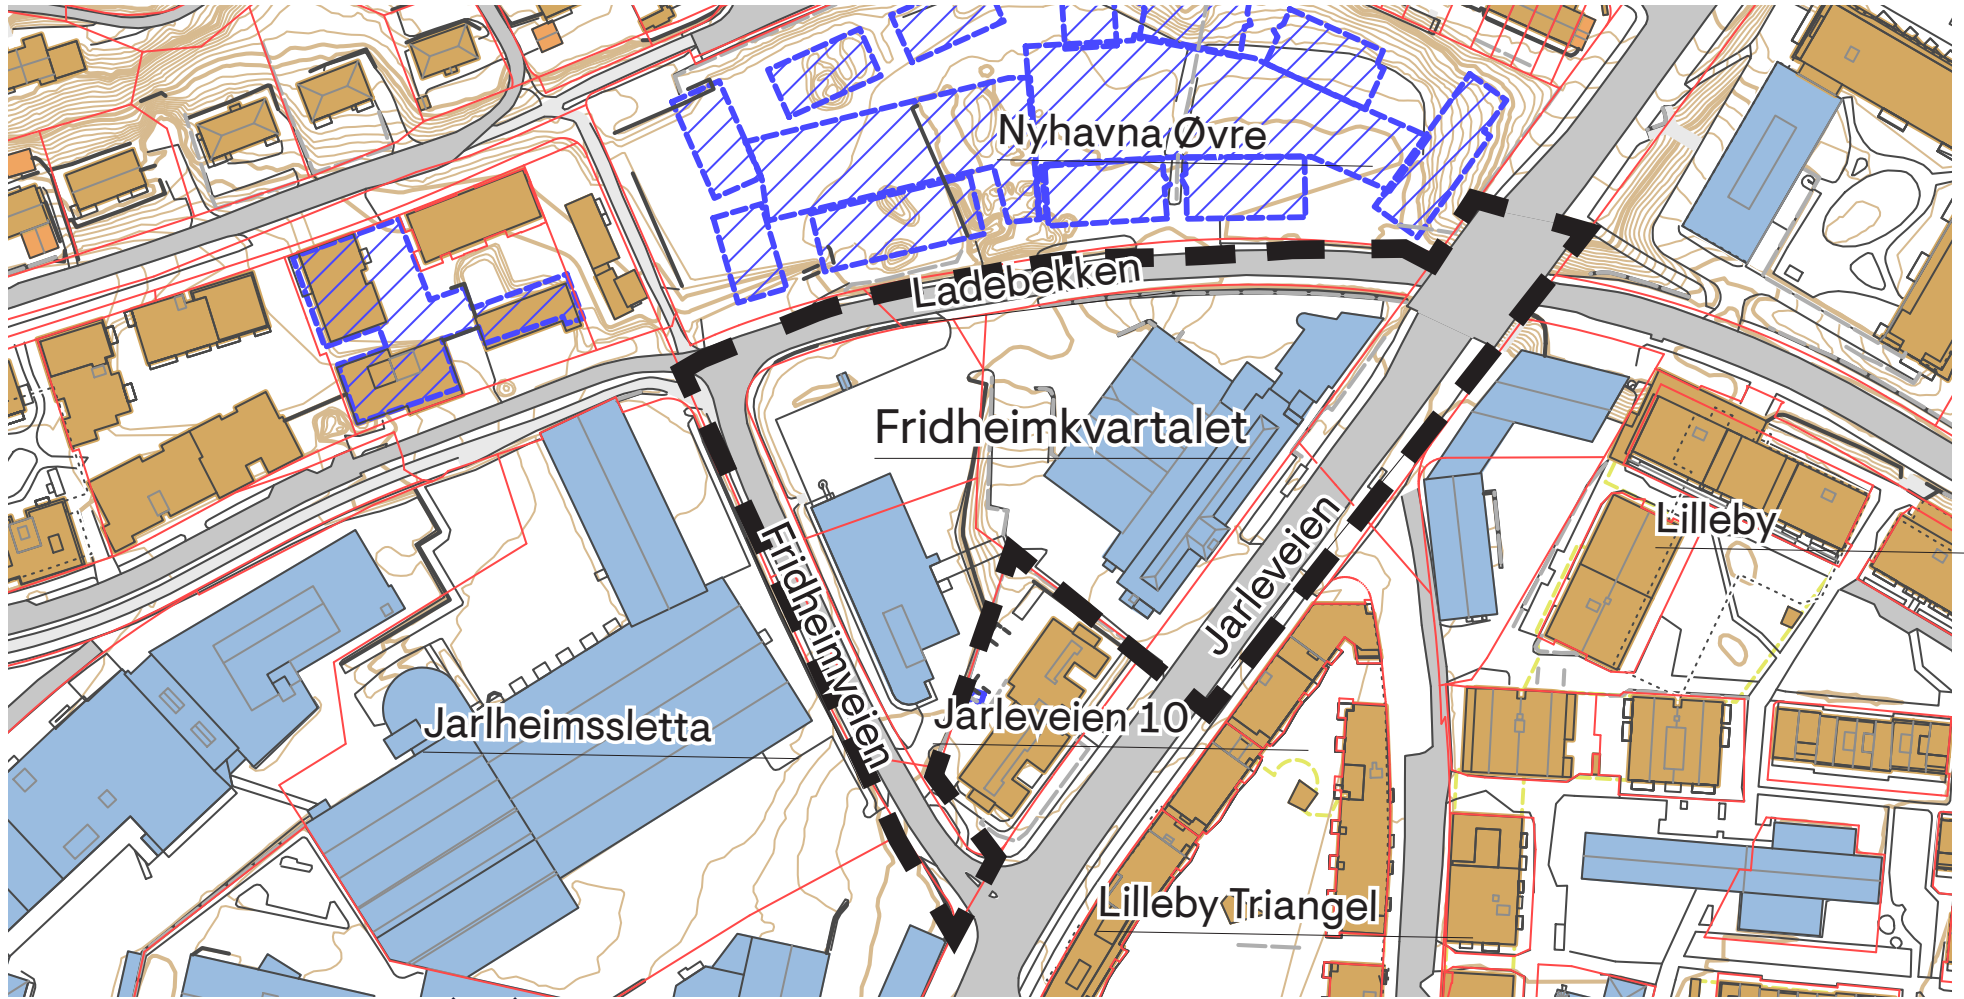 Nyhavna Øvre
Ladebekken
Fridheimkvartalet
Lilleby
Jarleveien
Fridheimveien
Jarleveien 10
Jarlheimssletta
Lilleby Triangel